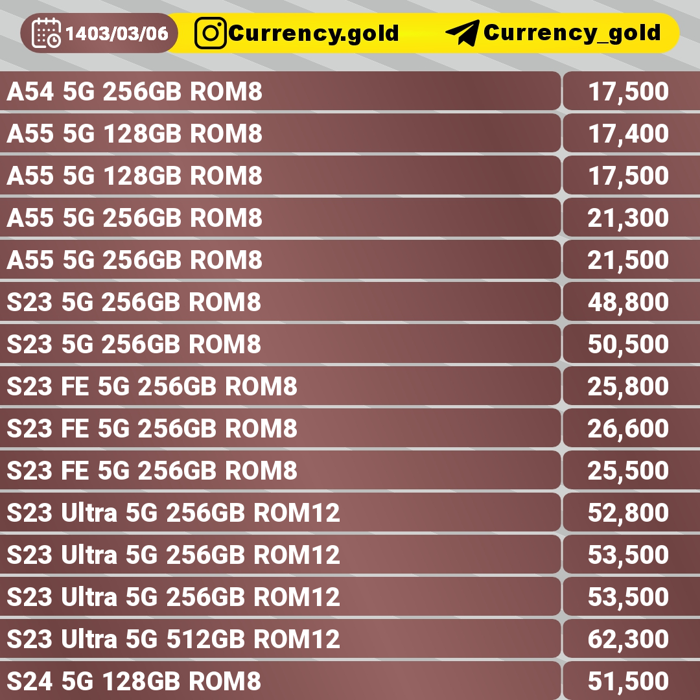 1403/03/06 Currency.gold Currency_gold
A54 5G 256GB ROM8 17,500
A55 5G 128GB ROM8 17,400
A55 5G 128GB ROM8 17,500
A55 5G 256GB ROM8 21,300
A55 5G 256GB ROM8 21,500
S23 5G 256GB ROM8 48,800
S23 5G 256GB ROM8 50,500
S23 FE 5G 256GB ROM8 25,800
S23 FE 5G 256GB ROM8 26,600
S23 FE 5G 256GB ROM8 25,500
S23 Ultra 5G 256GB ROM12 52,800
S23 Ultra 5G 256GB ROM12 53,500
S23 Ultra 5G 256GB ROM12 53,500
S23 Ultra 5G 512GB ROM12 62,300
S24 5G 128GB ROM8 51,500